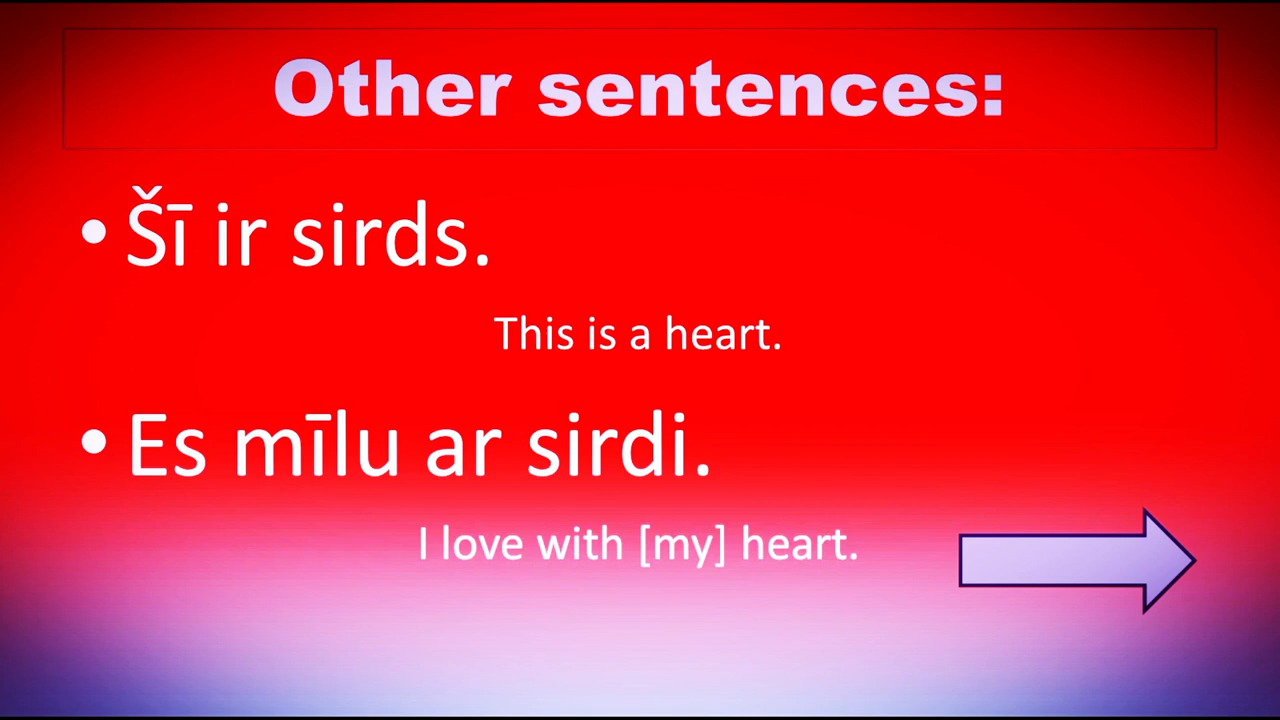 Other sentences:
• Šī ir sirds.
This is a heart.
• Es mīlu ar sirdi.
I love with [my] heart.